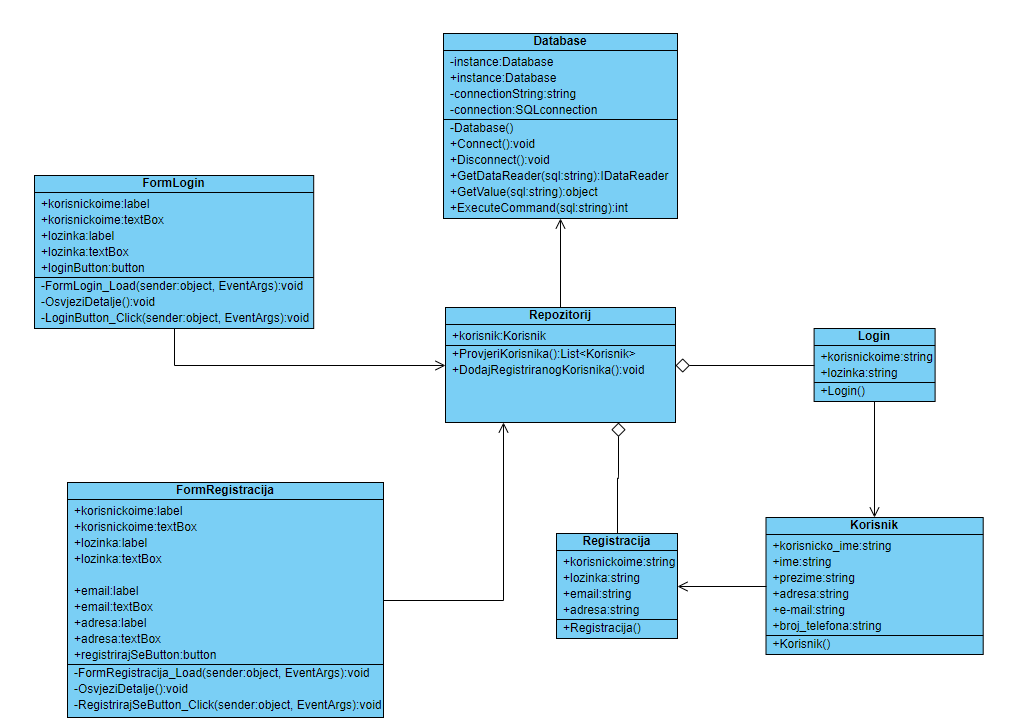 Database
-instance:Database
+instance:Database
-connectionString:string
-connection:SQLconnection
-Database()
+Connect():void
+Disconnect():void
+GetDataReader(sql:string):IDataReader
+GetValue(sql:string):object
+ExecuteCommand(sql:string):int
FormLogin
+korisnickoime:label
+korisnickoime:textBox
+lozinka:label
+lozinka:textBox
+loginButton:button
-FormLogin_Load(sender:object, EventArgs):void
-OsvjeziDetalje():void
-LoginButton_Click(sender:object, EventArgs):void
Repozitorij
+korisnik:Korisnik
+ProvjeriKorisnika():List<Korisnik>
+DodajRegistriranogKorisnika():void
Login
+korisnickoime:string
+lozinka:string
+Login()
FormRegistracija
+korisnickoime:label
+korisnickoime:textBox
+lozinka:label
+lozinka:textBox
+email:label
+email:textBox
+adresa:label
+adresa:textBox
+registrirajSeButton:button
-FormRegistracija_Load(sender:object, EventArgs):void
-OsvjeziDetalje():void
-RegistrirajSeButton_Click(sender:object, EventArgs):void
Registracija
+korisnickoime:string
+lozinka:string
+email:string
+adresa:string
+Registracija()
Korisnik
+korisnicko_ime:string
+ime:string
+prezime:string
+adresa:string
+e-mail:string
+broj_telefona:string
+Korisnik()